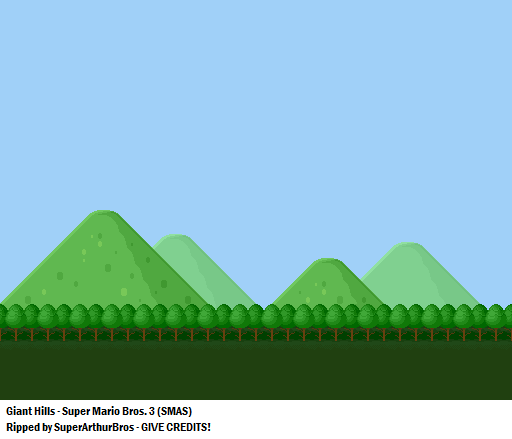 Giant Hills - Super Mario Bros. 3 (SMAS)
Ripped by SuperArthurBros - GIVE CREDITS!